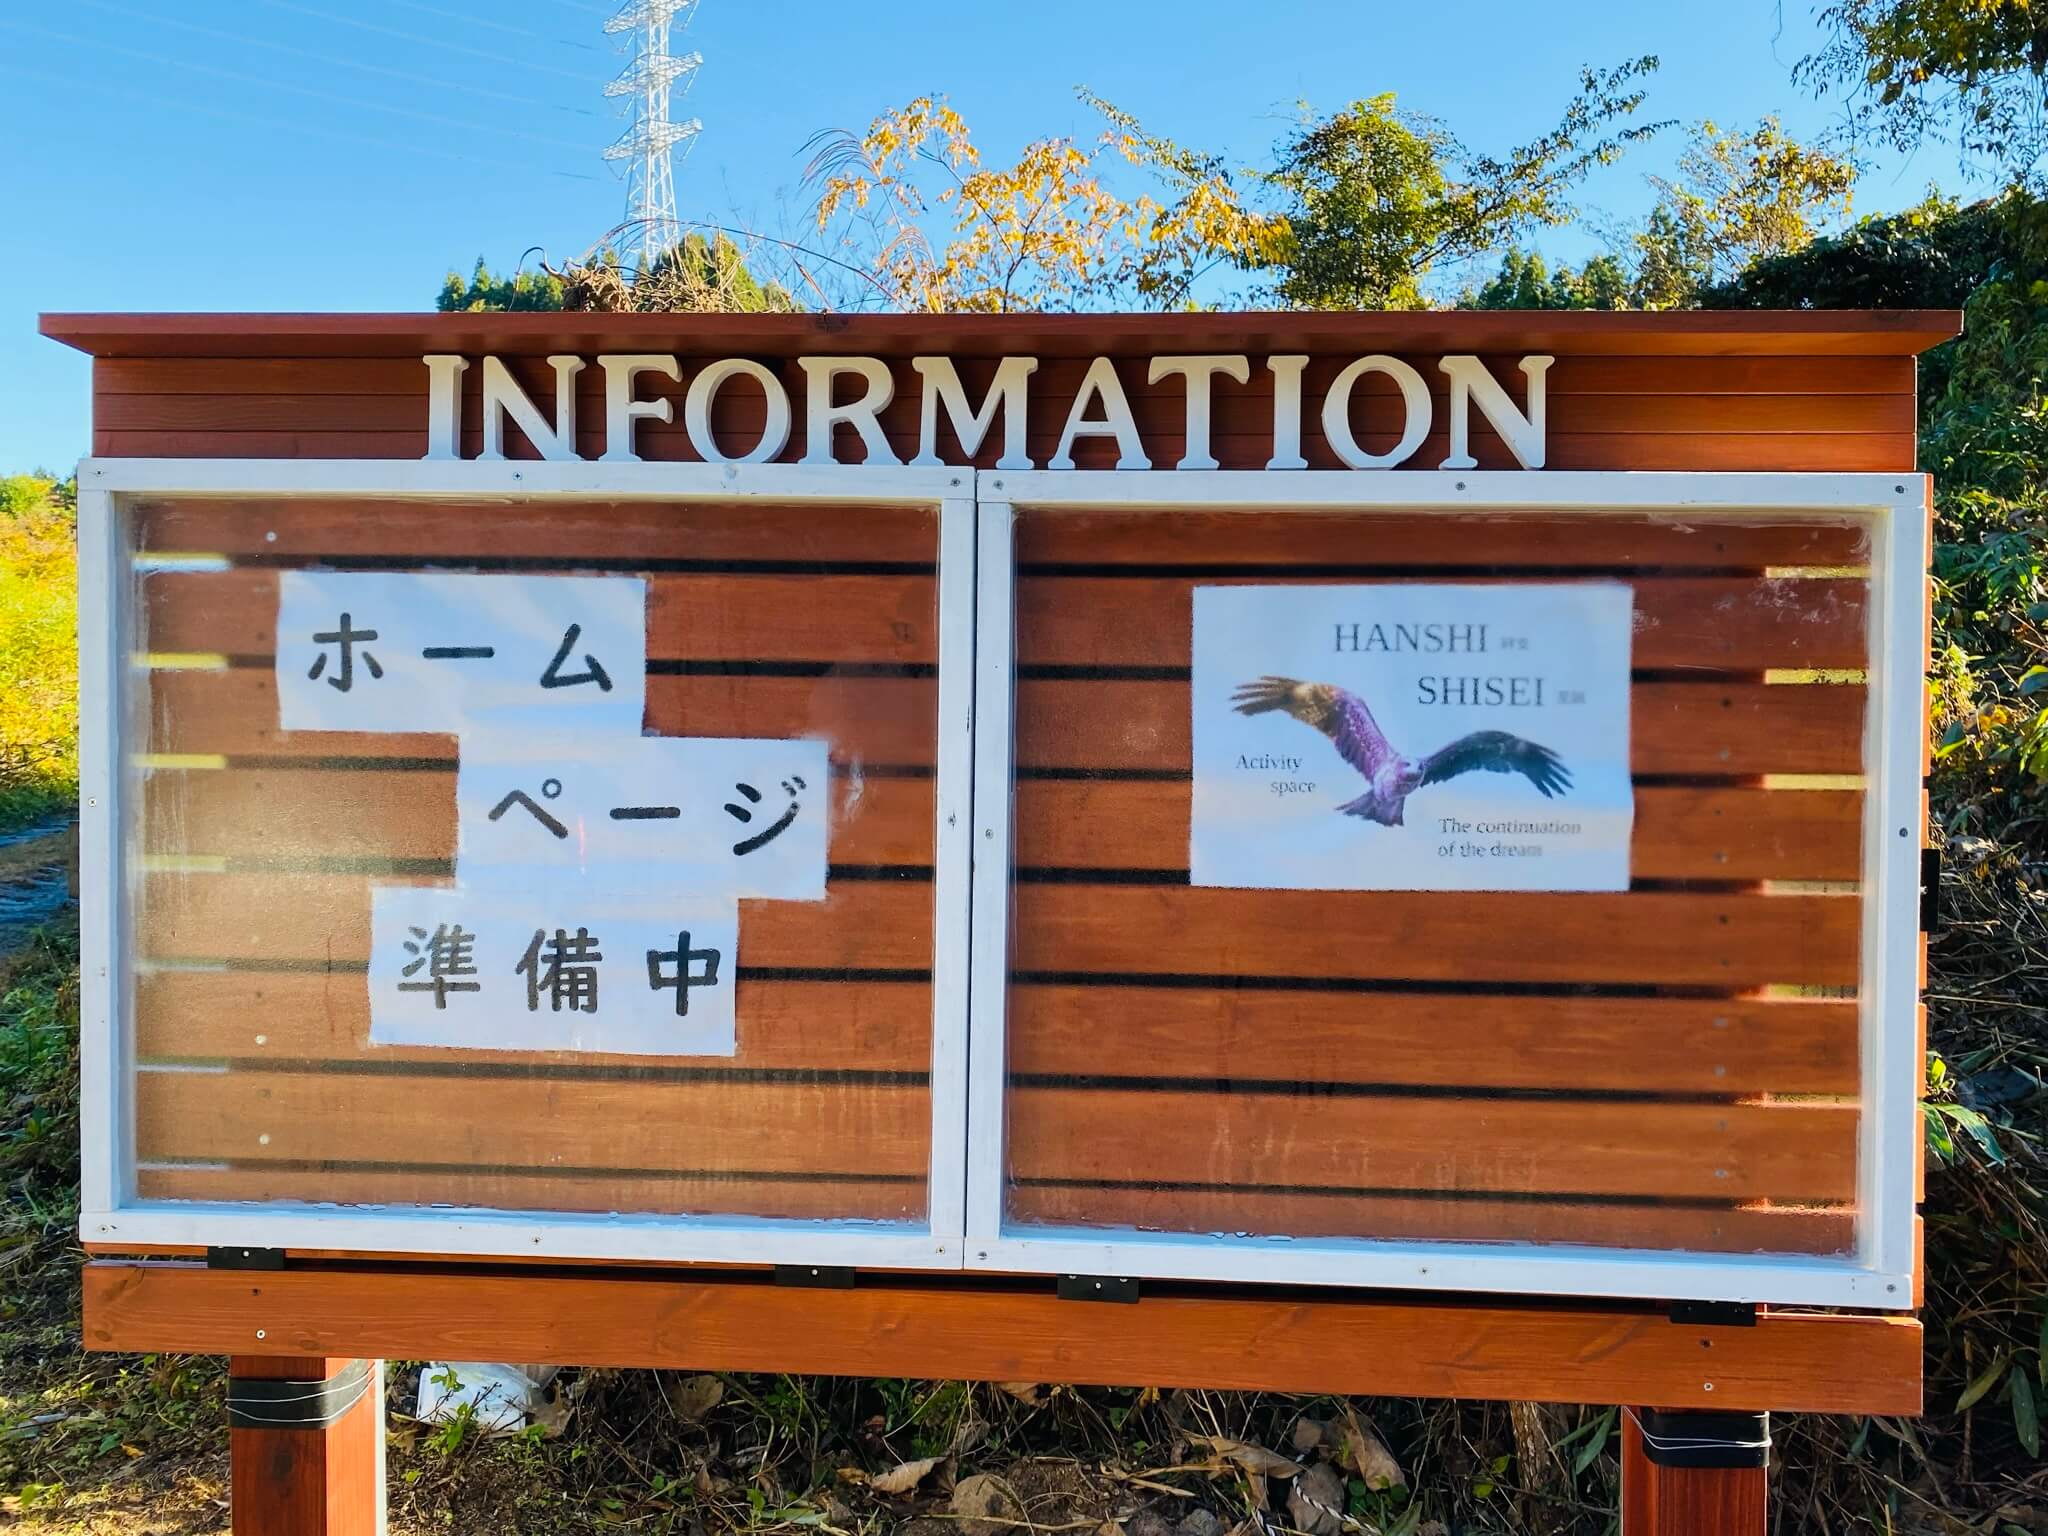 INFORMATION
ホーム
ページ
準備中
HANSHI
SHISEI
Activity
space
The continuation
of the dream